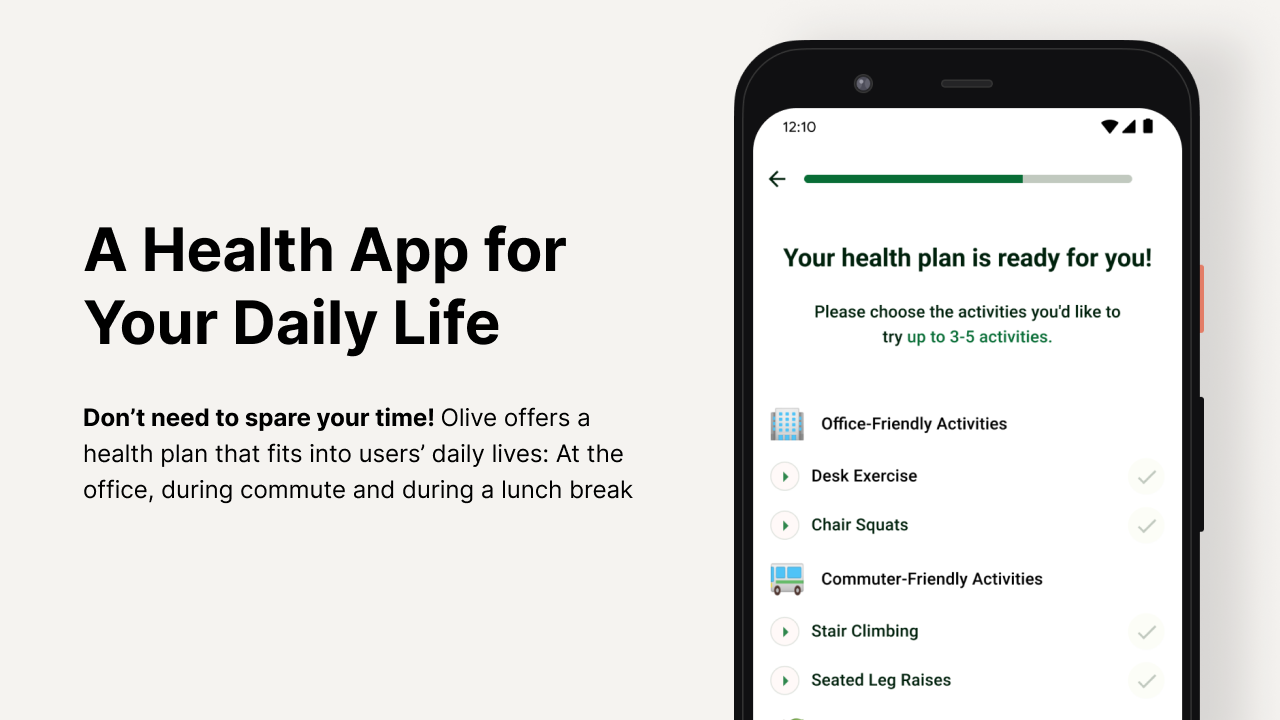 A Health App for
Your Daily Life
Don’t need to spare your time! Olive offers a
health plan that fits into users’ daily lives: At the
office, during commute and during a lunch break
12:10
Your health plan is ready for you!
Please choose the activities you'd like to
try up to 3-5 activities.
Office-Friendly Activities
Desk Exercise
Chair Squats
Commuter-Friendly Activities
Stair Climbing
Seated Leg Raises